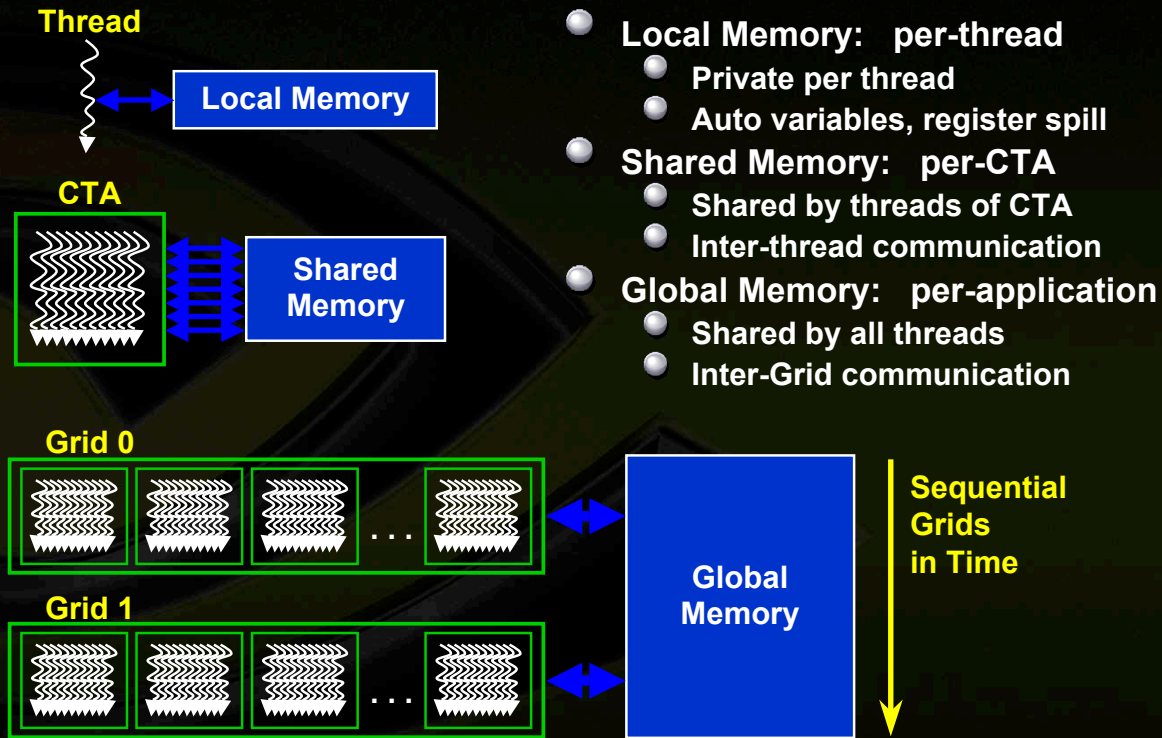 Thread
Local Memory
CTA
Shared
Memory
Local Memory: per-thread
Private per thread
Auto variables, register spill
Shared Memory: per-CTA
Shared by threads of CTA
Inter-thread communication
Global Memory: per-application
Shared by all threads
Inter-Grid communication
Grid 0
. . .
Grid 1
. . .
Global
Memory
Sequential
Grids
in Time